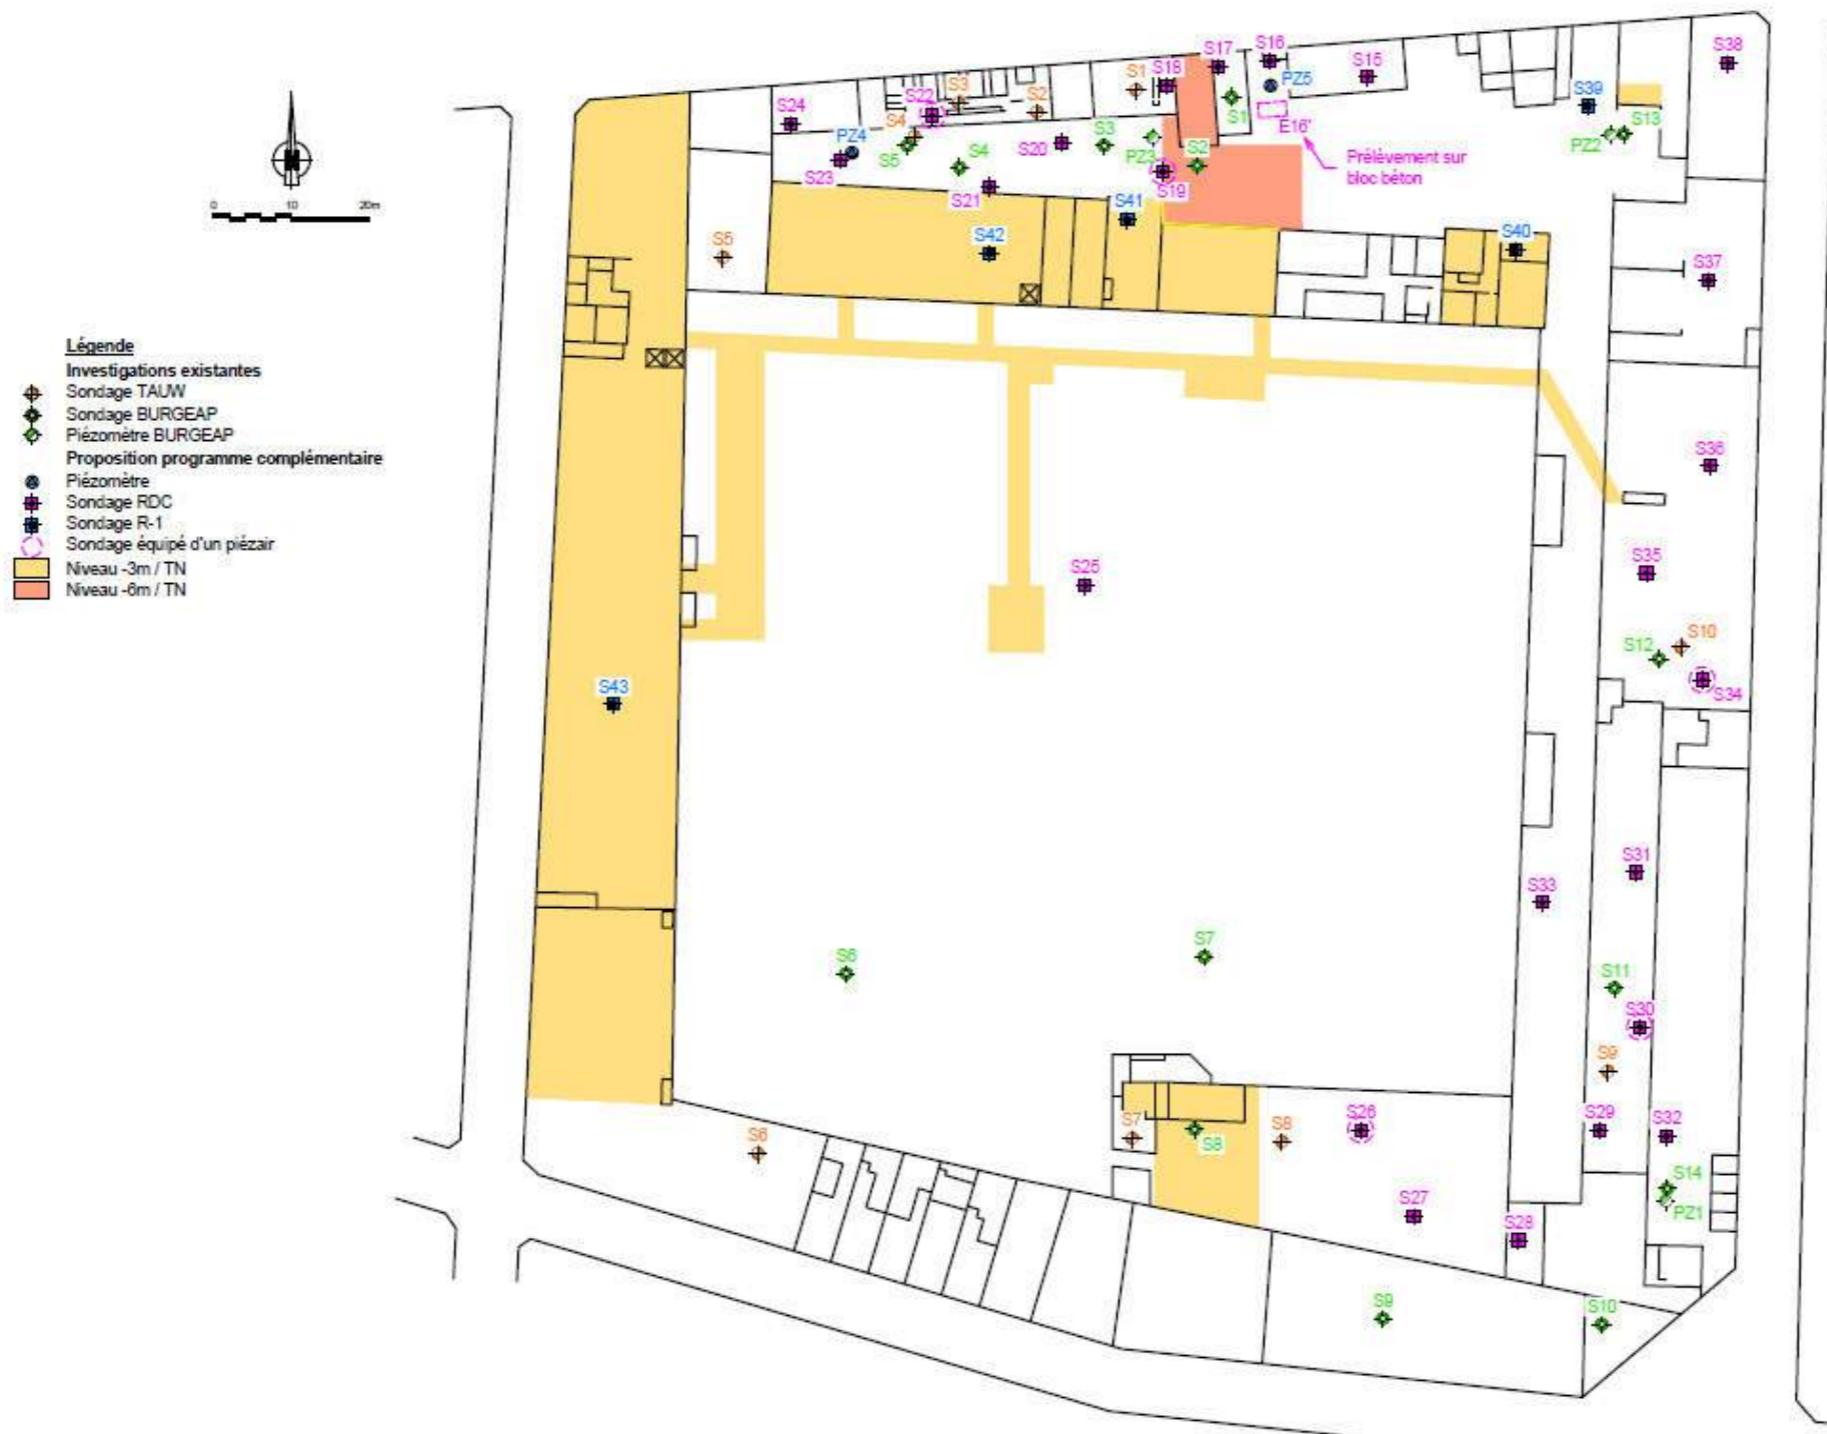 S38
S17
S16
S15
S1
S18
PZ5
S39
S3
S22
S2
S24
S1
S13
S4
E16'
PZ4
S3
PZ2
S5
S4
S20
PZ3
S2
Prélèvement sur
bloc béton
N
S23
S21
S19
S41
0 10 20m
S42
S40
S5
S37
Légende
Investigations existantes
Sondage TAUW
Sondage BURGEAP
Piézomètre BURGEAP
Proposition programme complémentaire
Piézomètre
Sondage RDC
Sondage R-1
Sondage équipé d'un piézair
Niveau -3m / TN
Niveau -6m / TN
S36
S35
S25
S10
S12
S43
S34
S31
S33
S6
S7
S11
S30
S9
S6
S7
S8
S8
S26
S29
S32
S14
PZ1
S27
S28
S9
S10